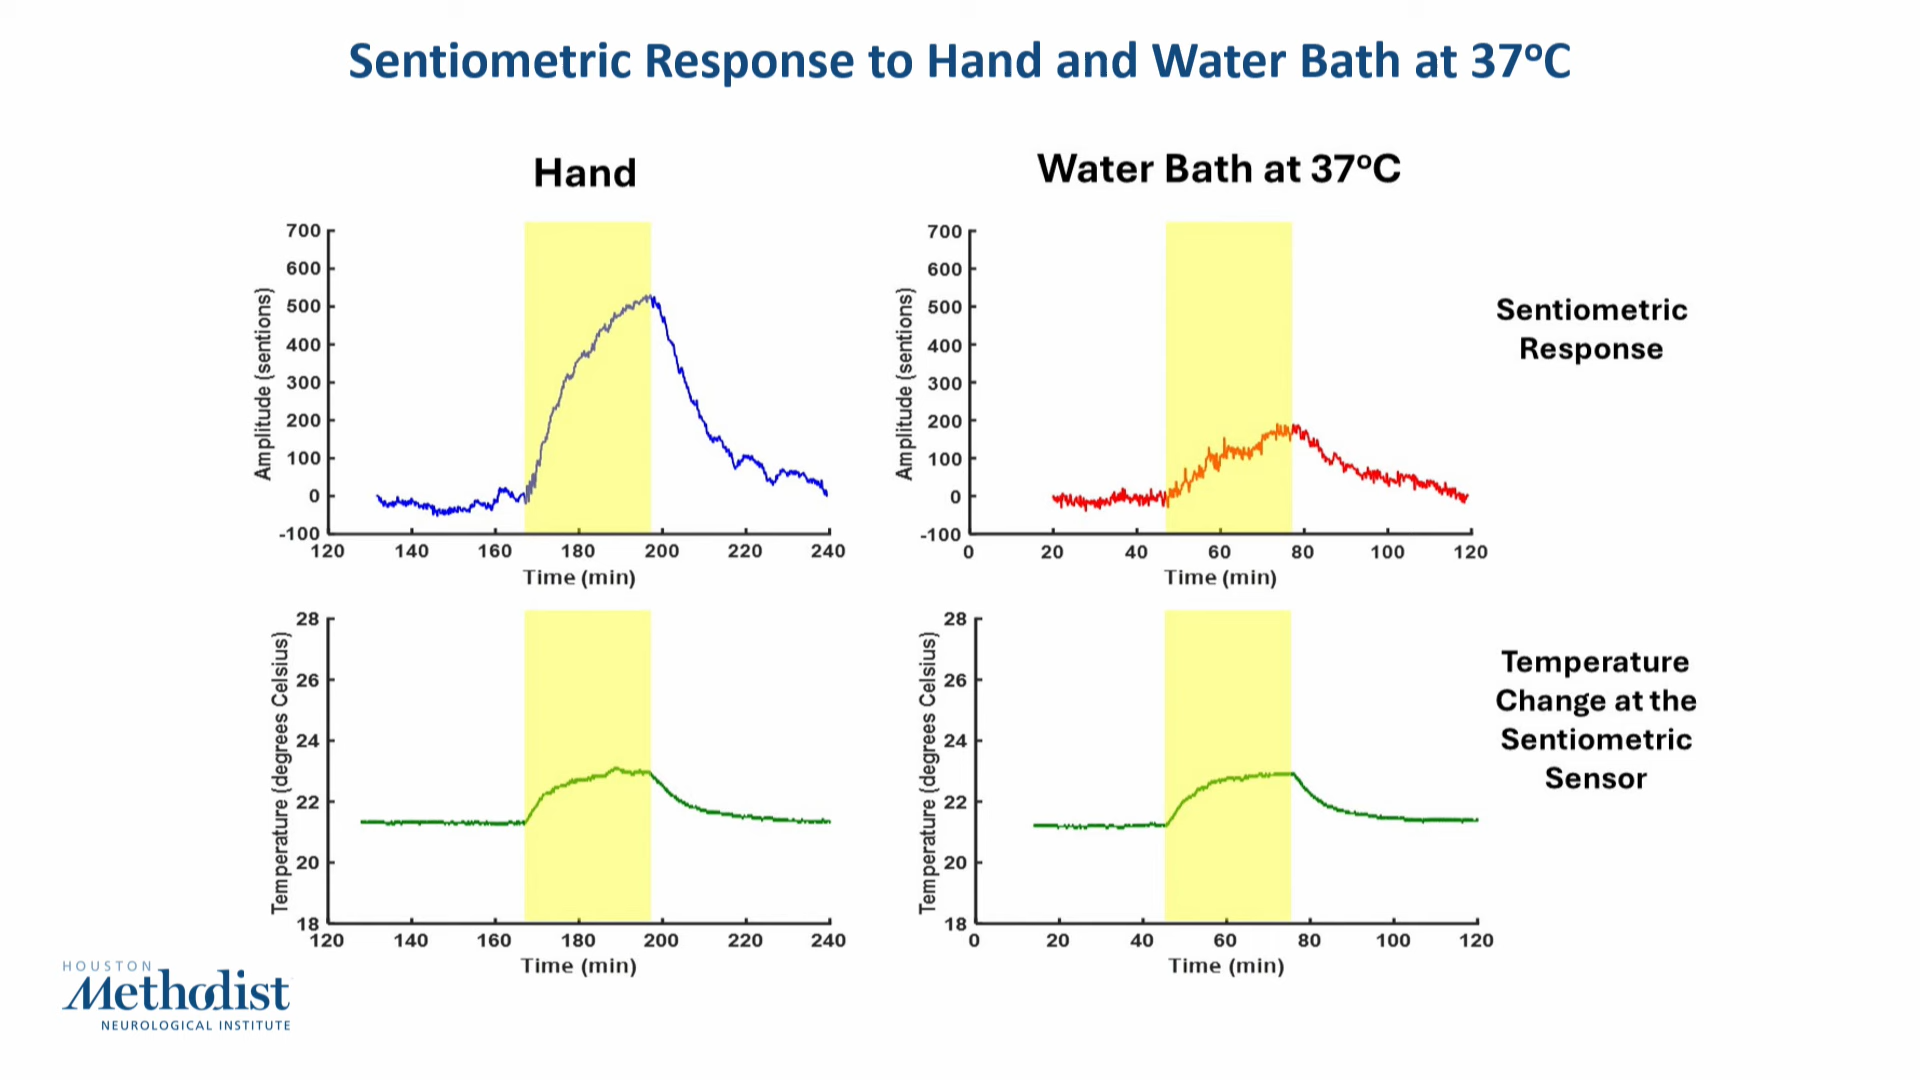 Sentiometric Response to Hand and Water Bath at 37ºC
Hand
Water Bath at 37ºC
700
600
500
400
300
200
100
0
-100
Amplitude (sentions)
120 140 160 180 200 220 240
Time (min)
700
600
500
400
300
200
100
0
-100
Amplitude (sentions)
0 20 40 60 80 100 120
Time (min)
Sentiometric
Response
28
26
24
22
20
18
Temperature (degrees Celsius)
120 140 160 180 200 220 240
Time (min)
28
26
24
22
20
18
Temperature (degrees Celsius)
0 20 40 60 80 100 120
Time (min)
Temperature
Change at the
Sentiometric
Sensor
HOUSTON
Methodist
NEUROLOGICAL INSTITUTE